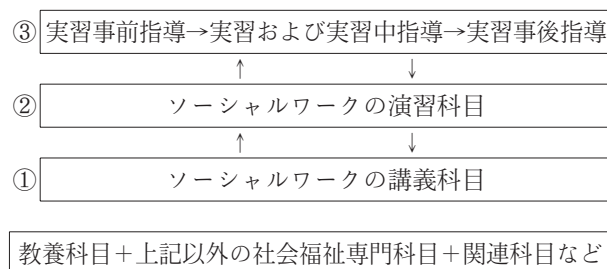 ③ 実習事前指導→実習および実習中指導→実習事後指導
↑ ↓
② ソーシャルワークの演習科目
↑ ↓
① ソーシャルワークの講義科目
教養科目＋上記以外の社会福祉専門科目＋関連科目など